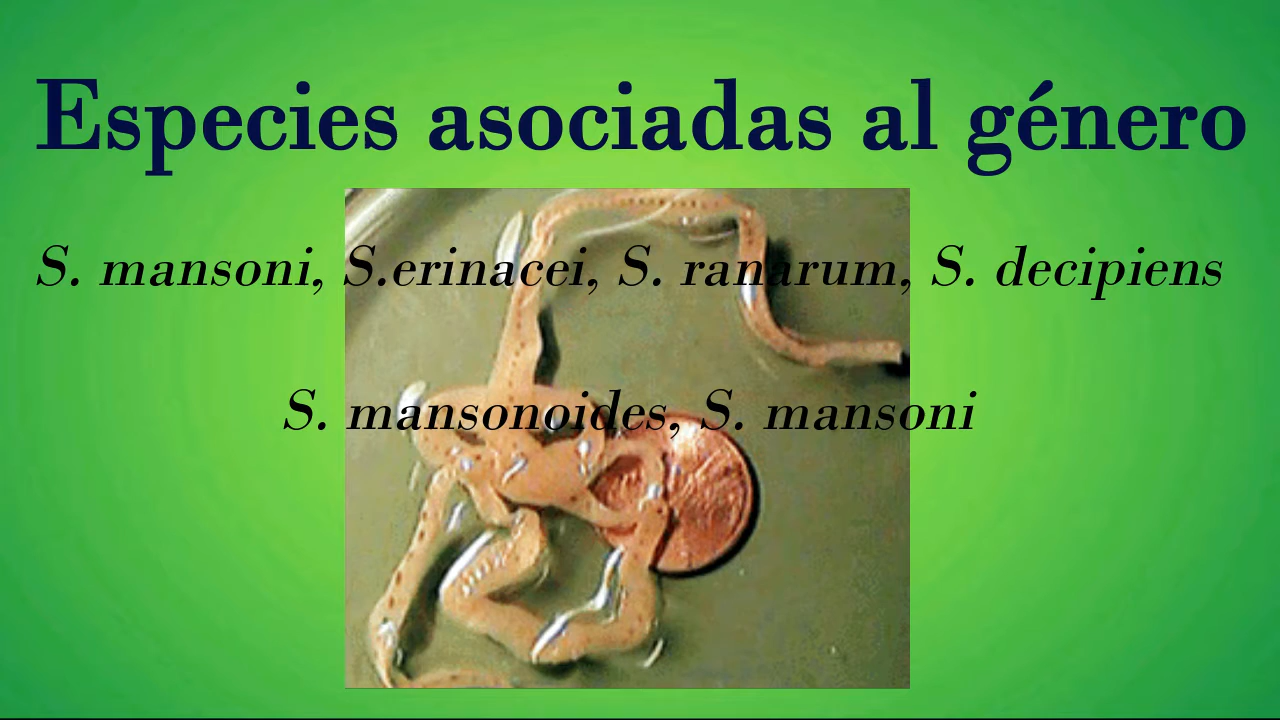 Especies asociadas al género
S. mansoni, S.erinacei, S. ranarum, S. decipiens
S. mansonoides, S. mansoni